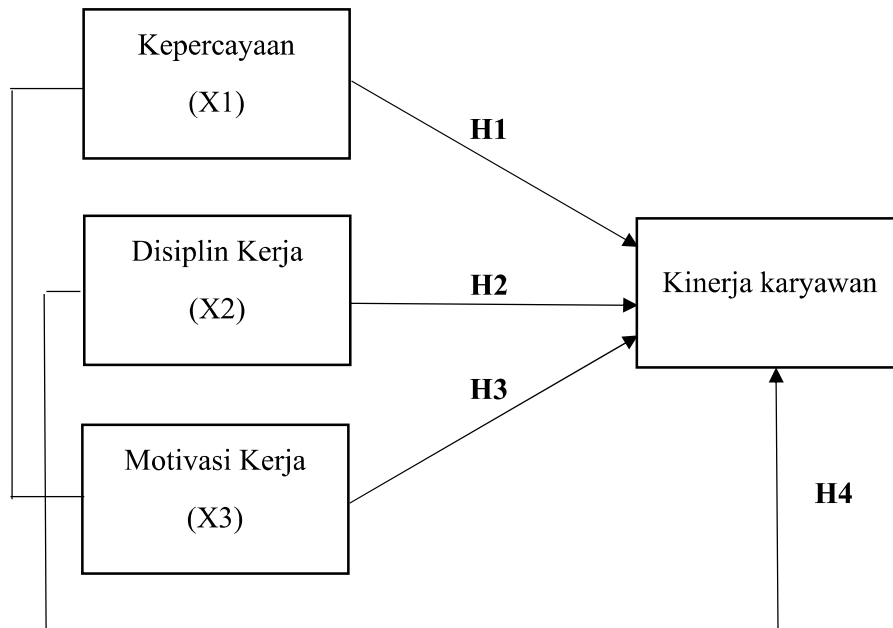 Kepercayaan
(X1)
H1
Disiplin Kerja
(X2)
H2
Kinerja karyawan
H3
Motivasi Kerja
(X3)
H4